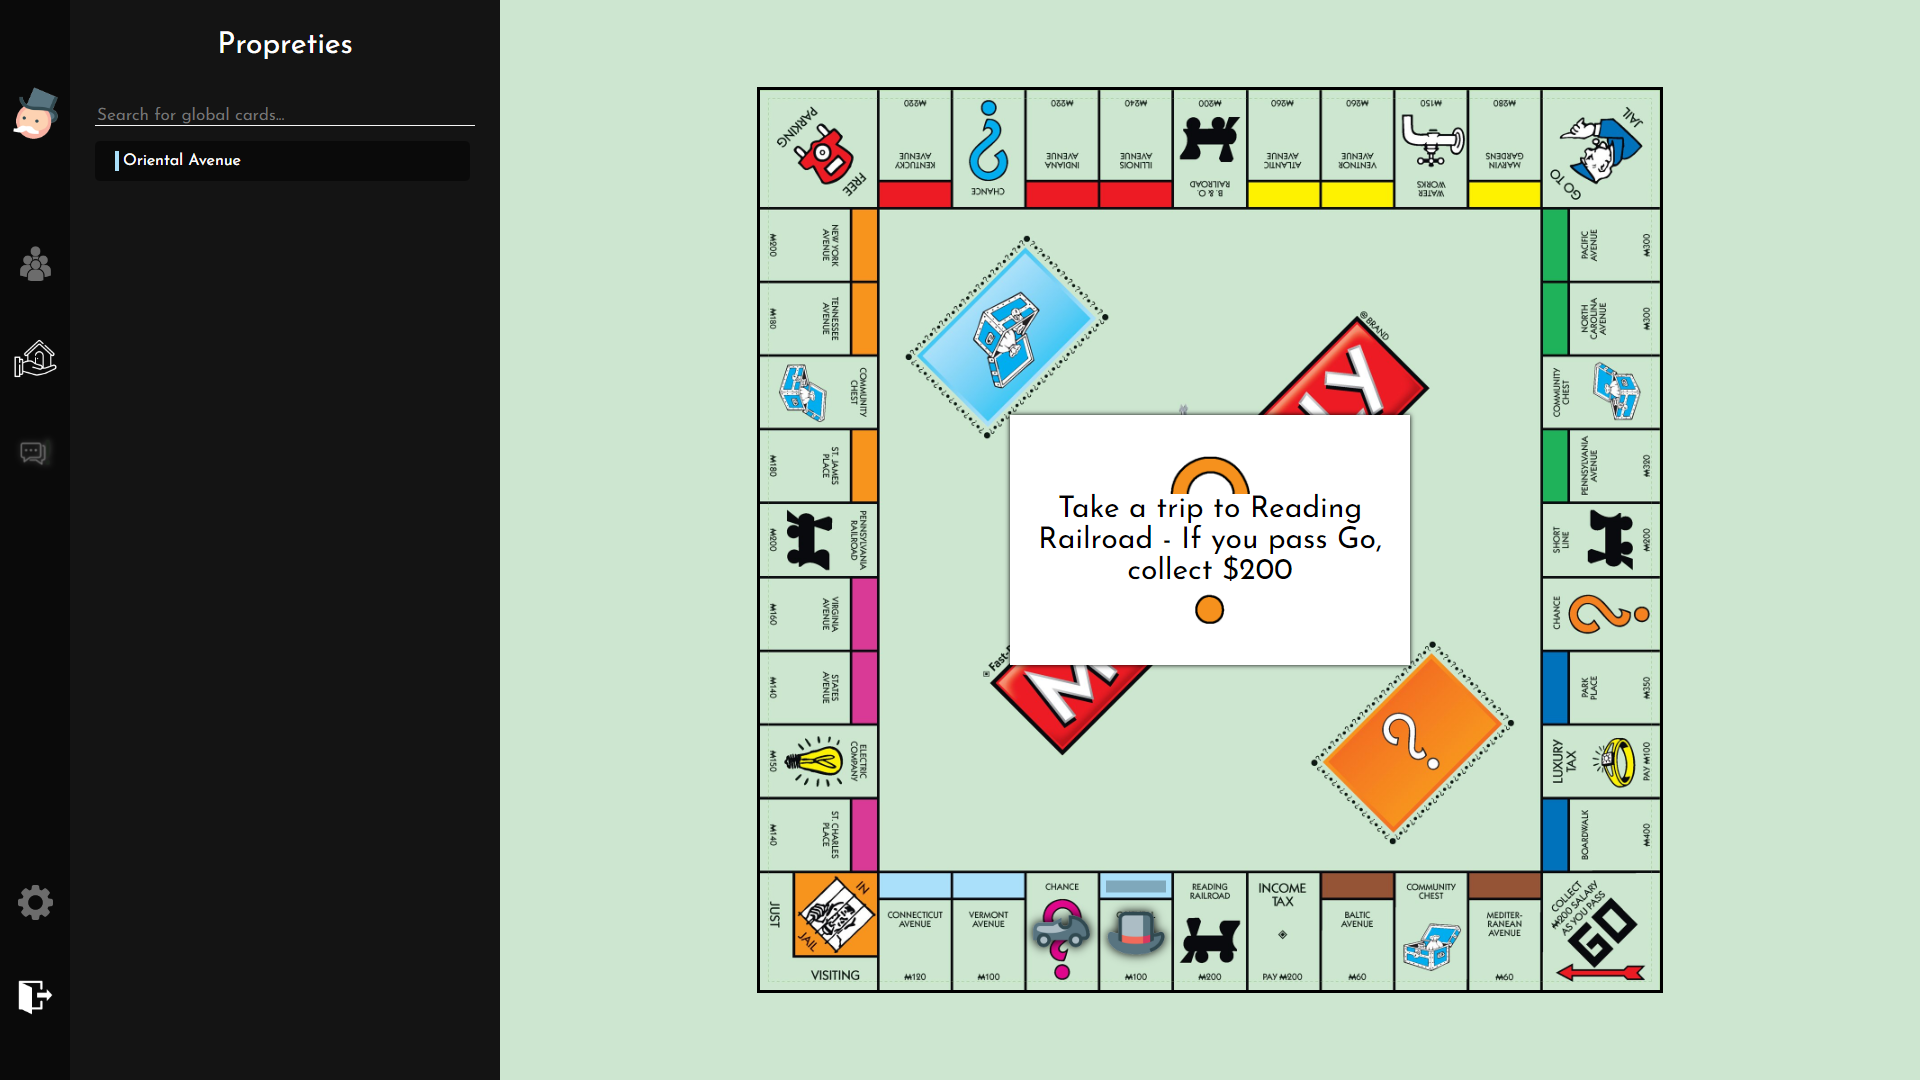 Propreties
Search for global cards...
Oriental Avenue
FREE
PARKING
₩220
KENTUCKY
AVENUE
CHANCE
₩220
INDIANA
AVENUE
₩240
ILLINOIS
AVENUE
₩200
B. & O.
RAILROAD
₩260
ATLANTIC
AVENUE
₩260
VENTNOR
AVENUE
₩150
WATER
WORKS
₩280
MARVIN
GARDENS
GO TO
JAIL
NEW YORK
AVENUE
₩200
TENNESSEE
AVENUE
₩180
COMMUNITY
CHEST
ST. JAMES
PLACE
₩180
PENNSYLVANIA
RAILROAD
₩200
VIRGINIA
AVENUE
₩160
STATES
AVENUE
₩140
ELECTRIC
COMPANY
₩150
ST. CHARLES
PLACE
₩140
PACIFIC
AVENUE
₩300
NORTH
CAROLINA
AVENUE
₩300
COMMUNITY
CHEST
PENNSYLVANIA
AVENUE
₩320
SHORT
LINE
₩200
CHANCE
PARK
PLACE
₩350
LUXURY
TAX
PAY ₩100
BOARDWALK
₩400
@BRAND
LY
Take a trip to Reading
Railroad - If you pass Go,
collect $200
Fast-
M
?
JUST
VISITING
IN
JAIL
CONNECTICUT
AVENUE
₩120
VERMONT
AVENUE
₩100
CHANCE
₩100
READING
RAILROAD
₩200
INCOME
TAX
PAY ₩200
BALTIC
AVENUE
₩60
COMMUNITY
CHEST
MEDITER-
RANEAN
AVENUE
₩60
COLLECT
₩200 SALARY
AS YOU PASS
GO